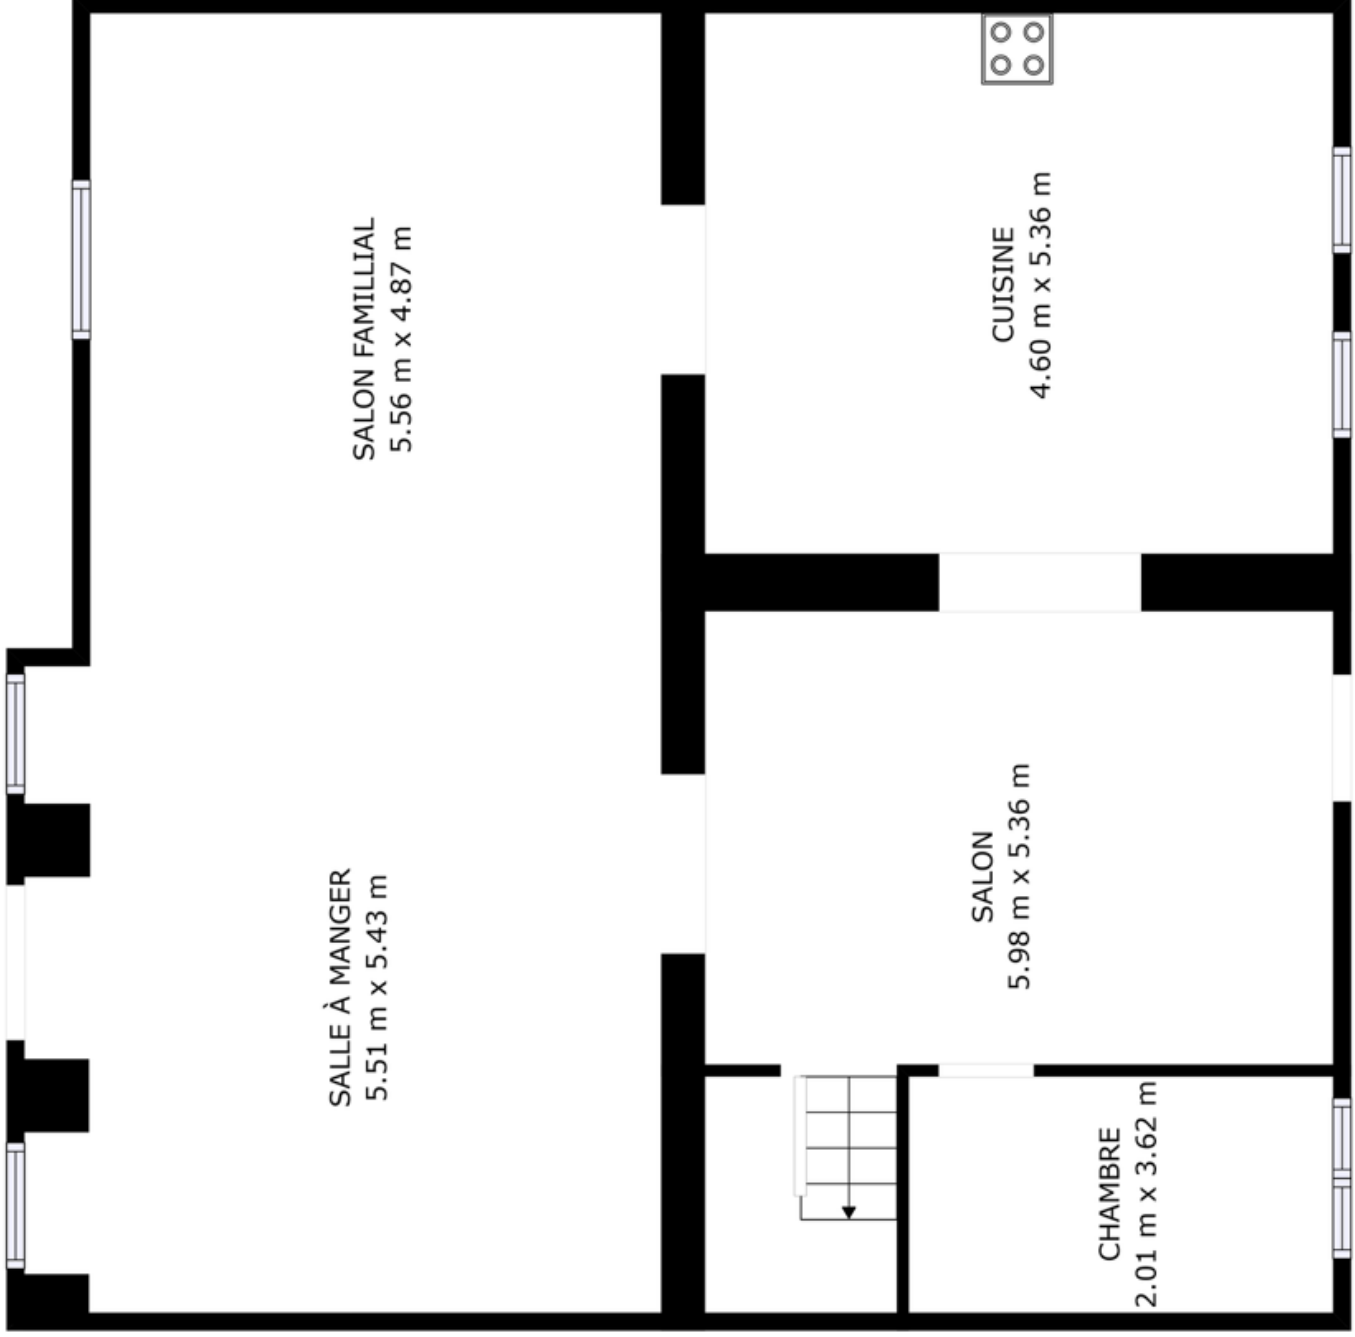 SALON FAMILLIAL
5.56 m x 4.87 m
CUISINE
4.60 m x 5.36 m
SALLE À MANGER
5.51 m x 5.43 m
SALON
5.98 m x 5.36 m
CHAMBRE
2.01 m x 3.62 m